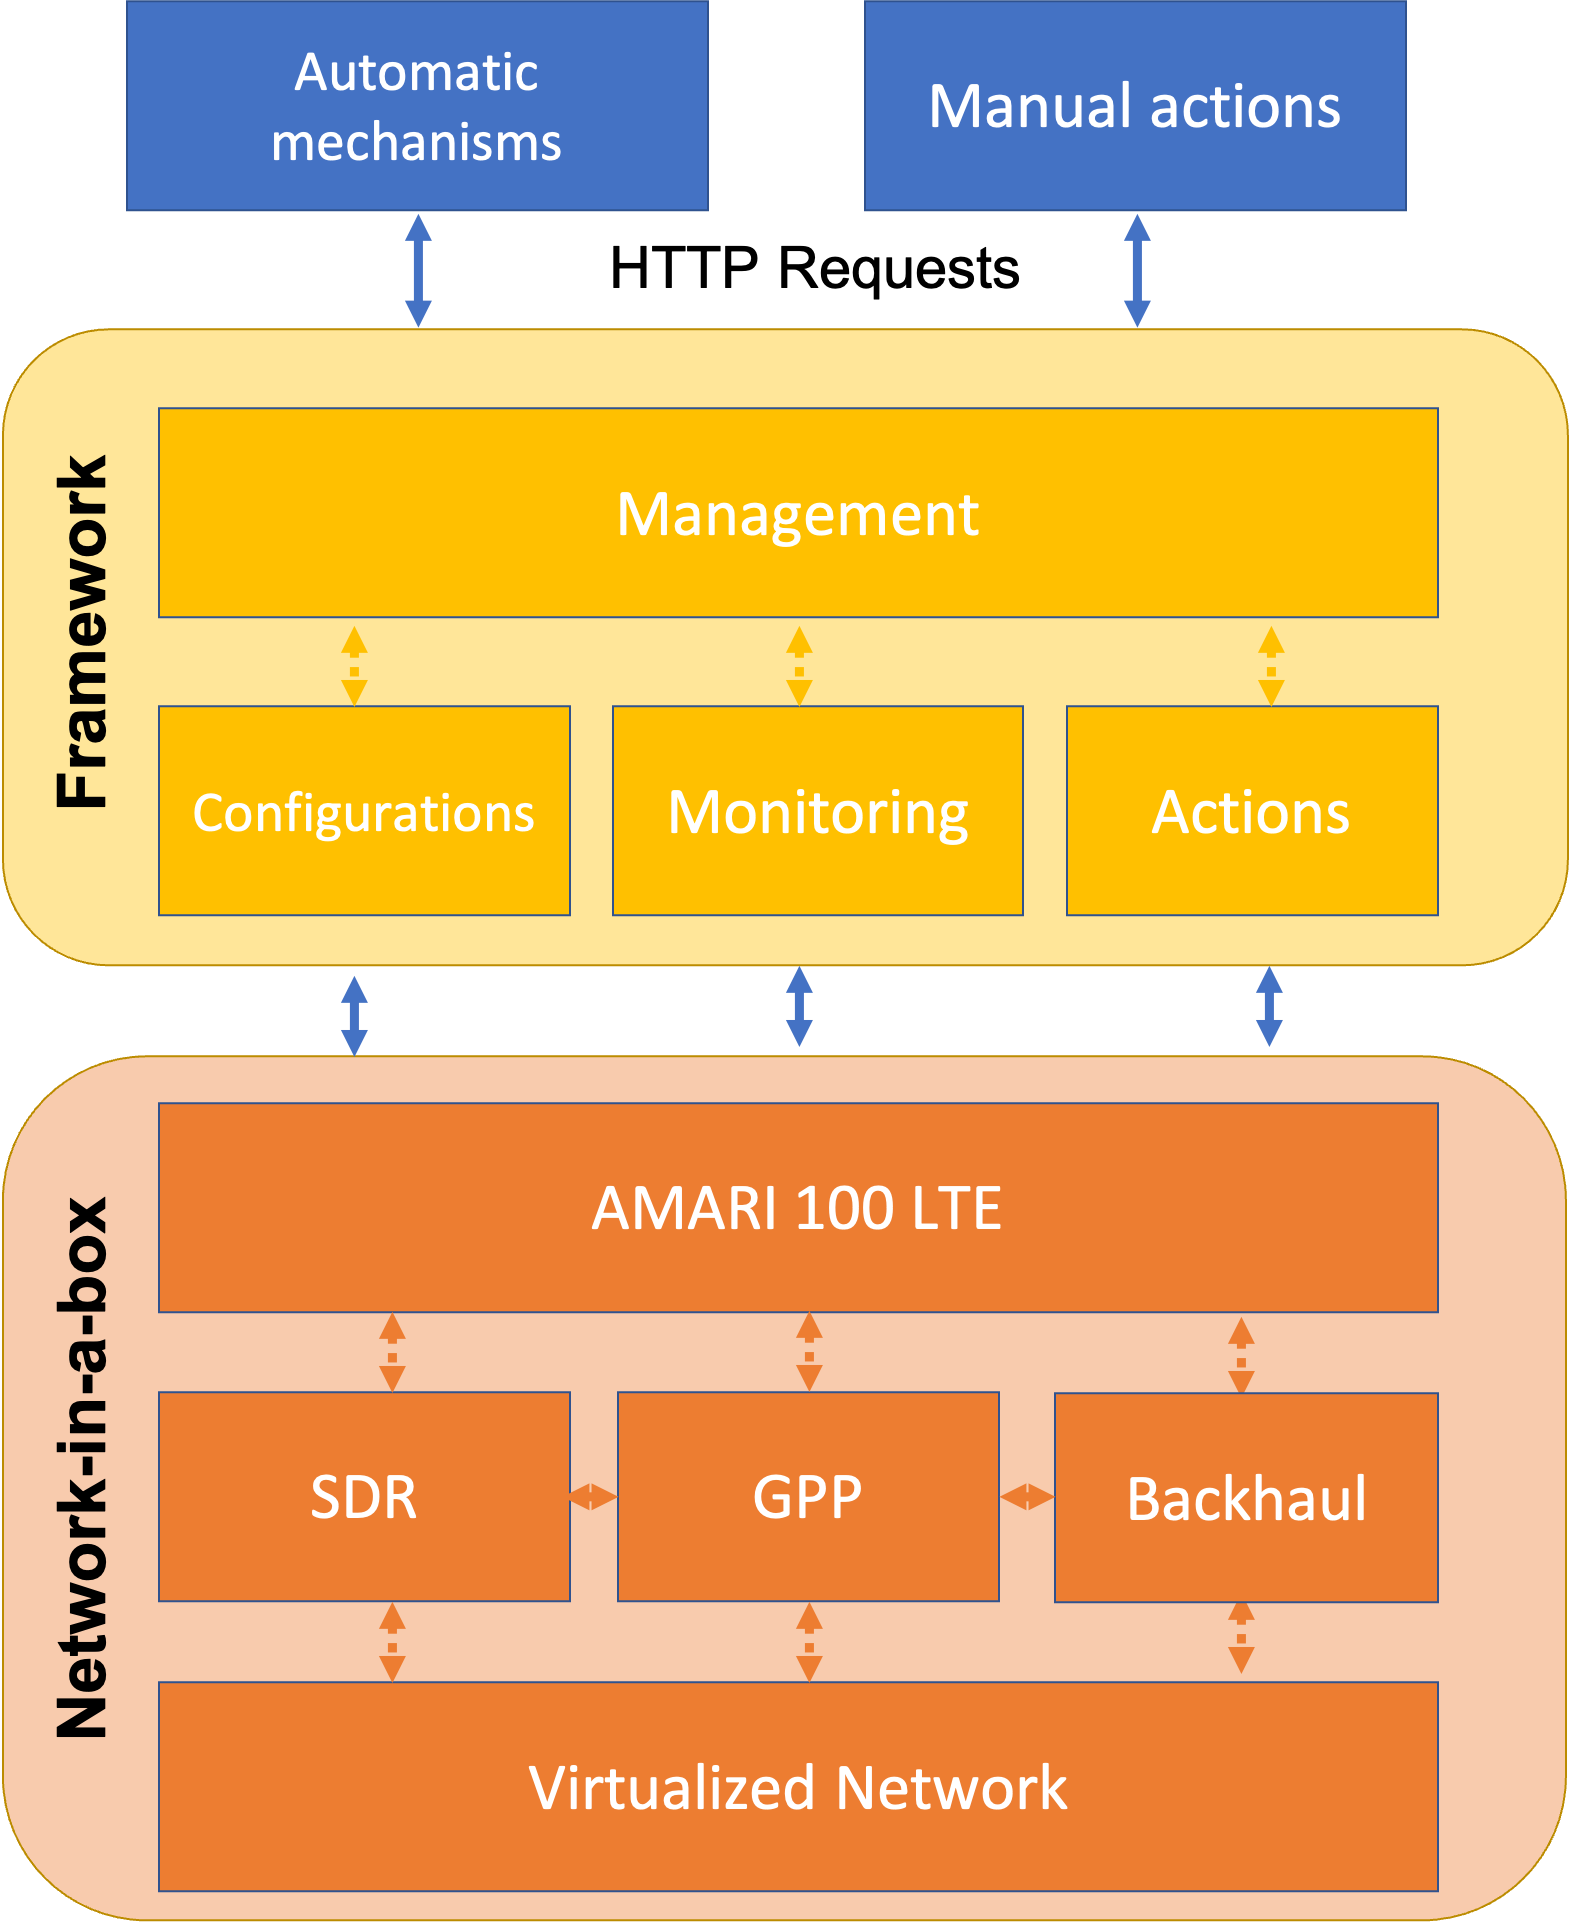 Automatic
mechanisms
Manual actions
HTTP Requests
Framework
Management
Configurations
Monitoring
Actions
Network-in-a-box
AMARI 100 LTE
SDR
GPP
Backhaul
Virtualized Network